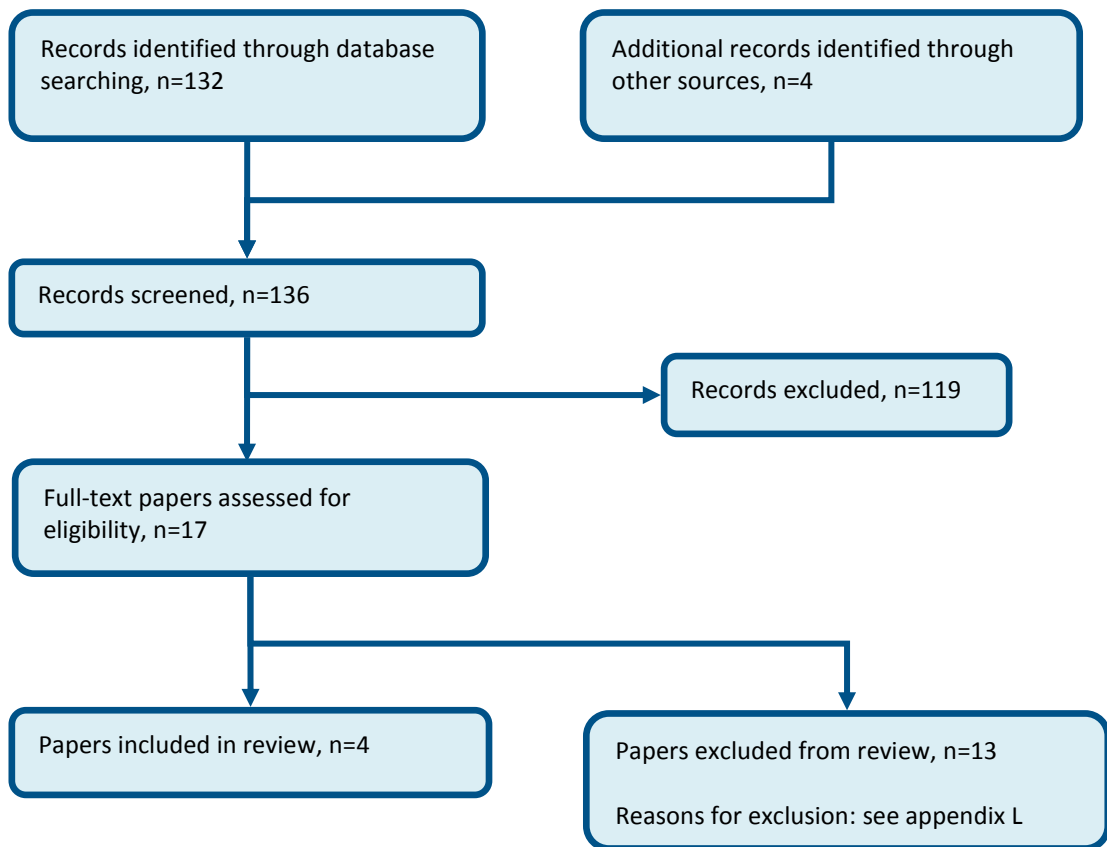 Records identified through database
searching, n=132
Additional records identified through
other sources, n=4
Records screened, n=136
Records excluded, n=119
Full-text papers assessed for
eligibility, n=17
Papers included in review, n=4
Papers excluded from review, n=13
Reasons for exclusion: see appendix L